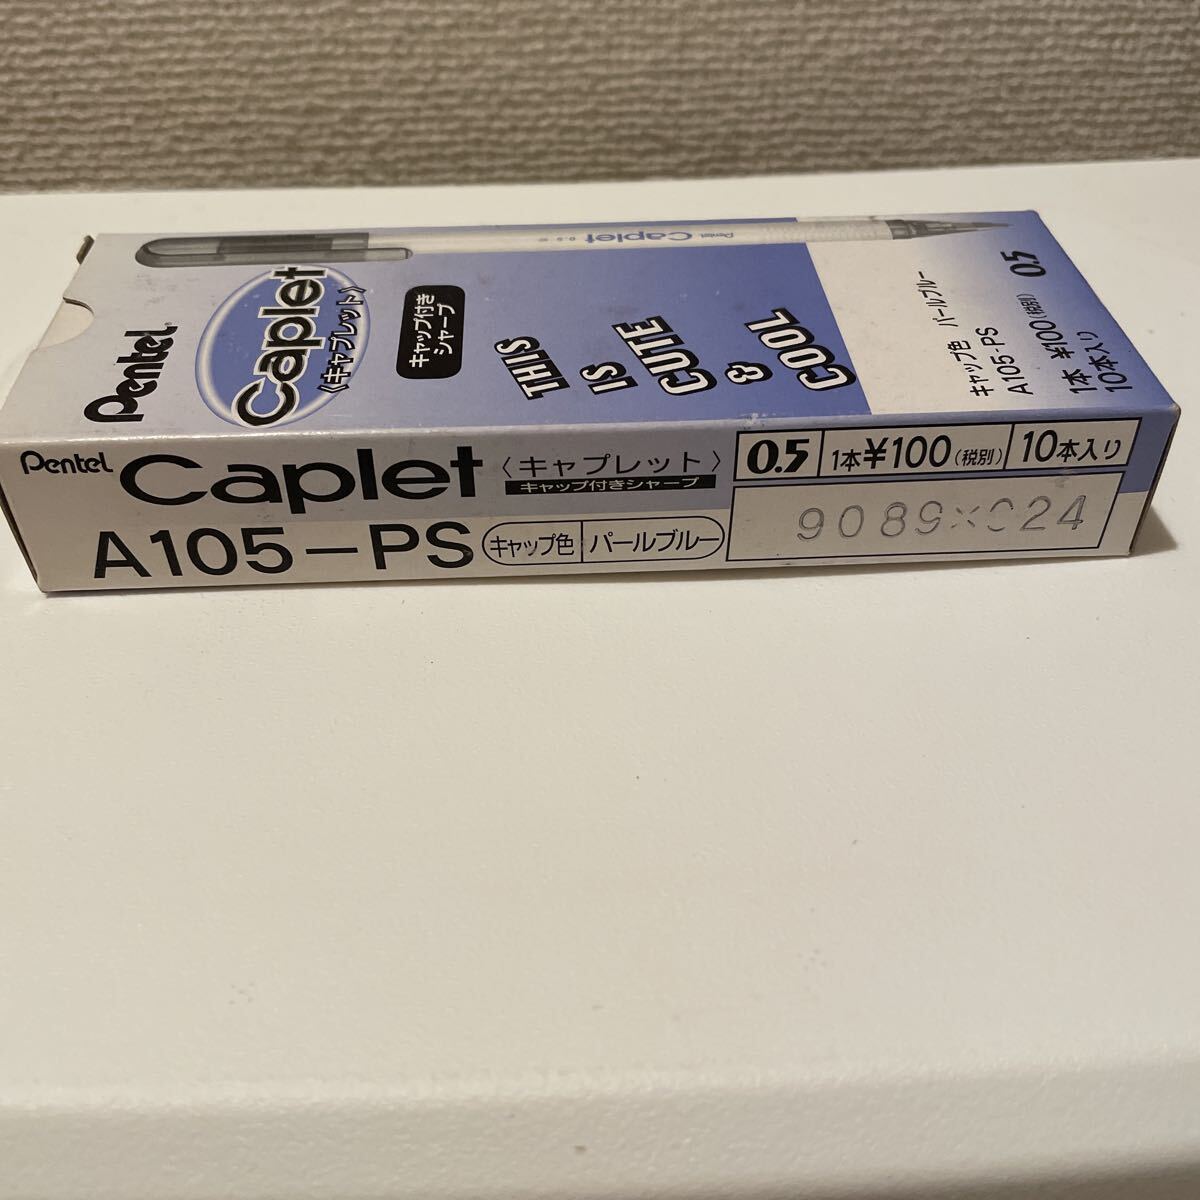 Pentel
Caplet
〈キャプレット〉
キャップ付き
シャープ
THIS
IS
CUTE
&
COOL
Pentel Caplet 0.5
キャップ色 パールブルー
A105-PS
1本 ¥100(税別) 0.5
10本入り
Pentel Caplet 〈キャプレット〉
キャップ付きシャープ
0.5 1本¥100(税別) 10本入り
A105-PS キャップ色 パールブルー